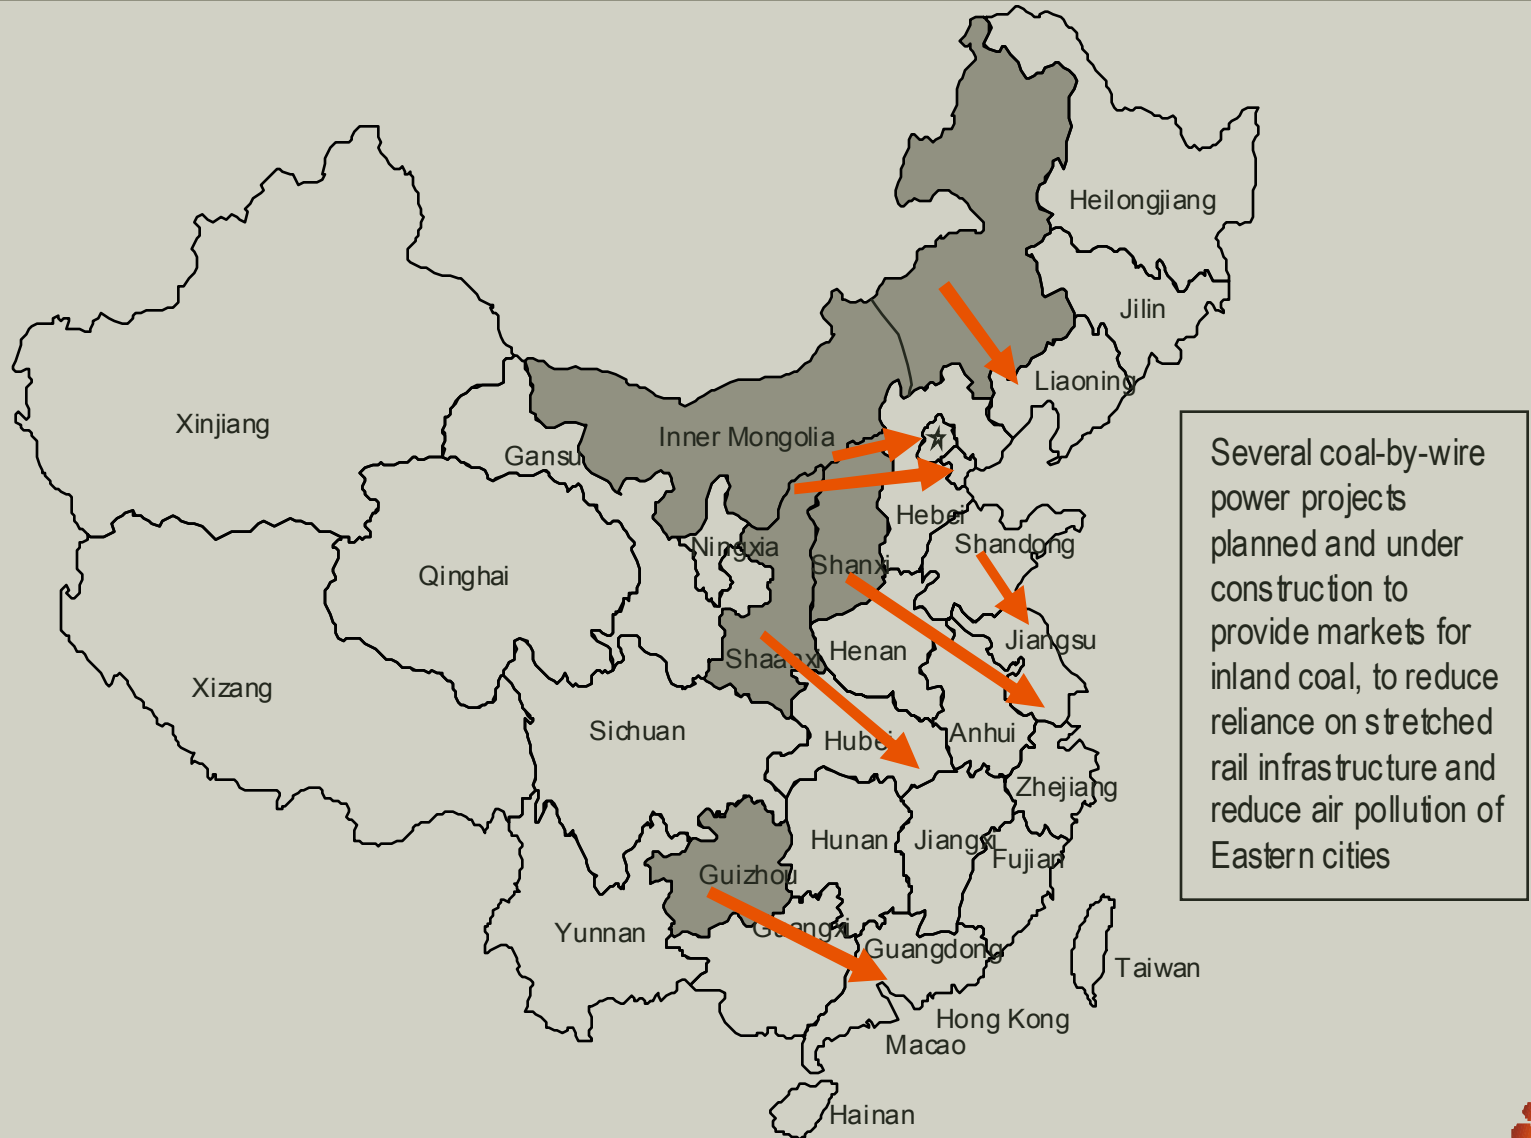 Heilongjiang
Jilin
Liaoning
Xinjiang
Inner Mongolia
Gansu
Hebei
Shandong
Ningxia
Shanxi
Qinghai
Jiangsu
Henan
Shaanxi
Xizang
Sichuan
Anhui
Hubei
Zhejiang
Hunan
Jiangxi
Fujian
Guizhou
Yunnan
Guangxi
Guangdong
Taiwan
Hong Kong
Macao
Hainan
Several coal-by-wire
power projects
planned and under
construction to
provide markets for
inland coal, to reduce
reliance on stretched
rail infrastructure and
reduce air pollution of
Eastern cities